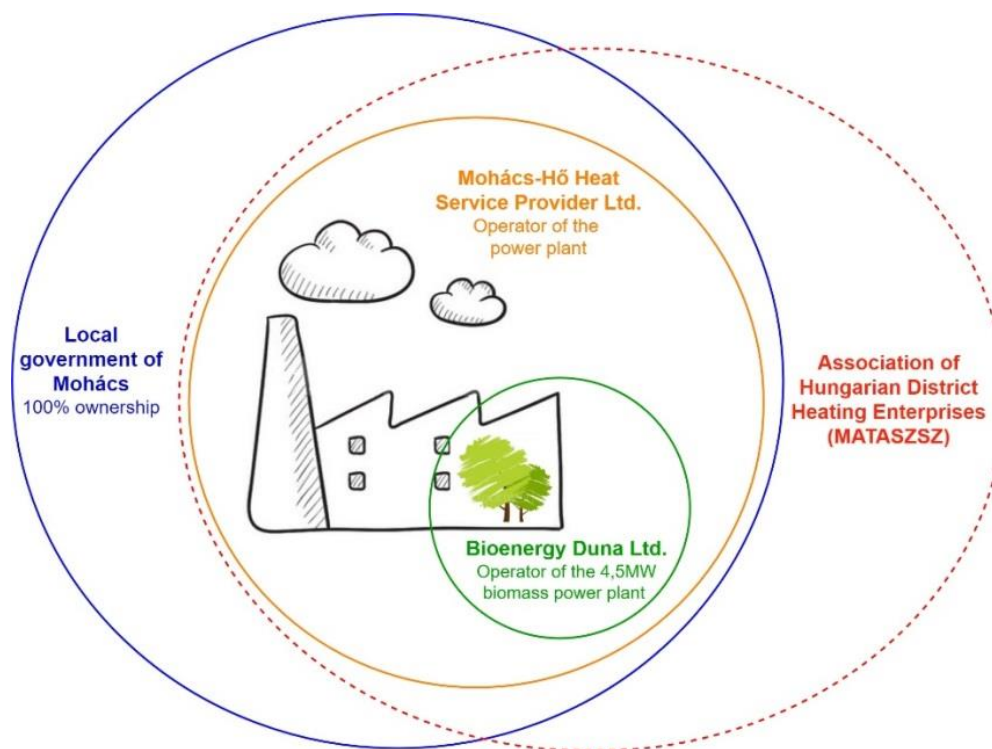 Mohács-Hő Heat
Service Provider Ltd.
Operator of the
power plant
Local
government of
Mohács
100% ownership
Association of
Hungarian District
Heating Enterprises
(MATASZSZ)
Bioenergy Duna Ltd.
Operator of the 4,5MW
biomass power plant